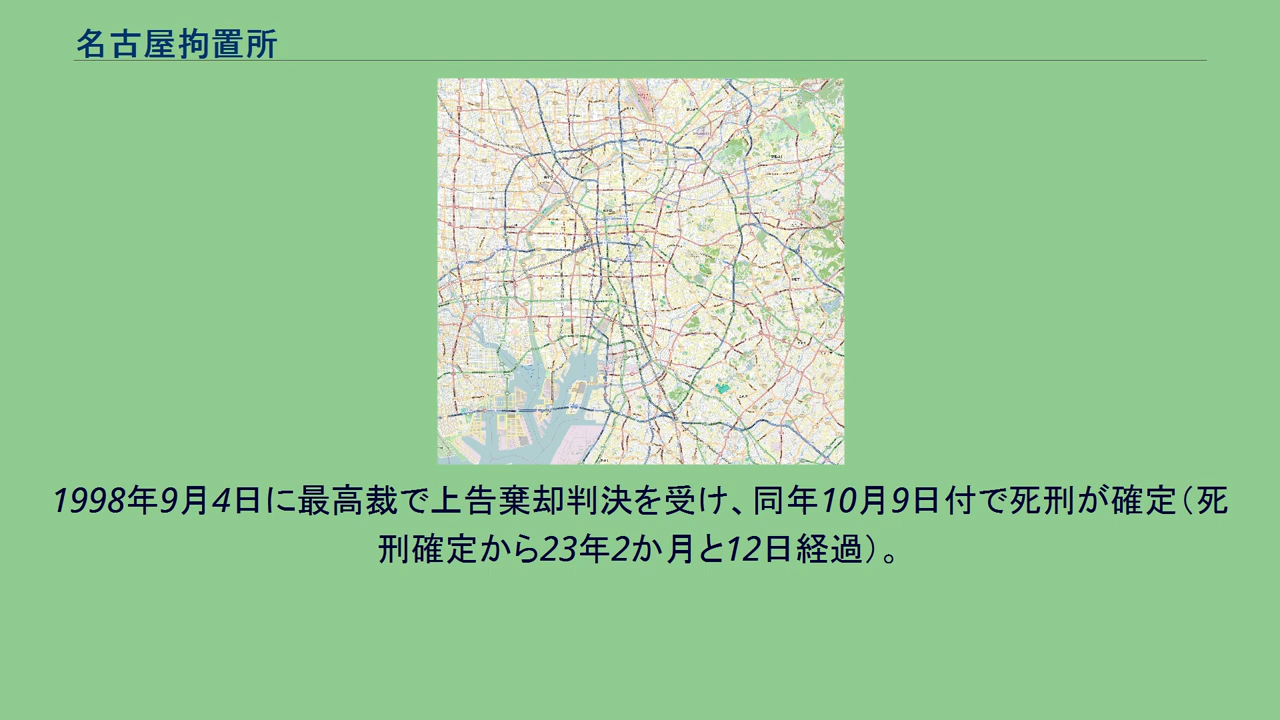 名古屋拘置所
1998年9月4日に最高裁で上告棄却判決を受け、同年10月9日付で死刑が確定（死
刑確定から23年2か月と12日経過）。